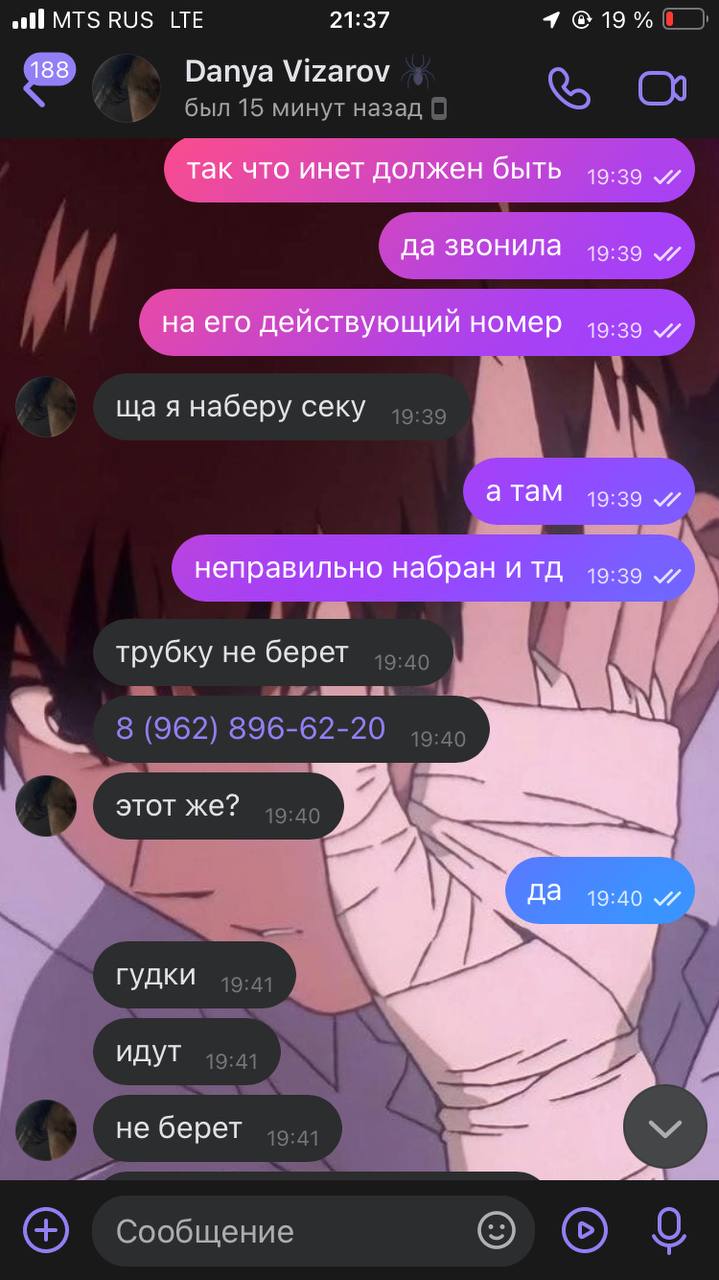 MTS RUS LTE 21:37 19 %
188
Danya Vizarov
был 15 минут назад
так что инет должен быть 19:39
да звонила 19:39
на его действующий номер 19:39
ща я наберу секу 19:39
а там 19:39
неправильно набран и тд 19:39
трубку не берет 19:40
8 (962) 896-62-20 19:40
этот же? 19:40
да 19:40
гудки 19:41
идут 19:41
не берет 19:41
Сообщение